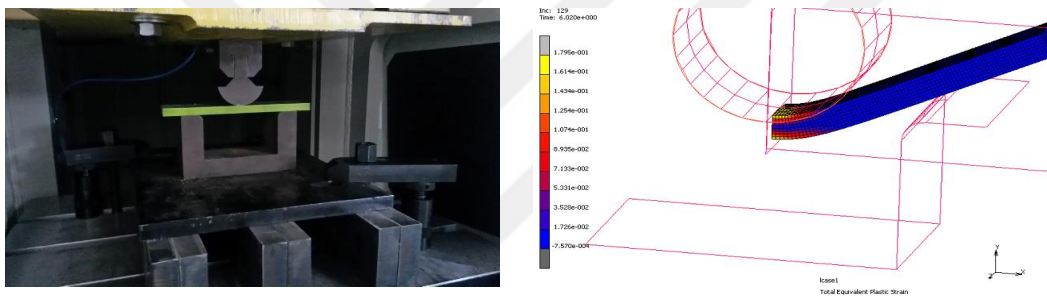 Inc: 129
Time: 6.020e+000
1.795e-001
1.614e-001
1.434e-001
1.254e-001
1.074e-001
8.935e-002
7.133e-002
5.331e-002
3.528e-002
1.726e-002
-7.570e-004
lcase1
Total Equivalent Plastic Strain
Y
Z
X